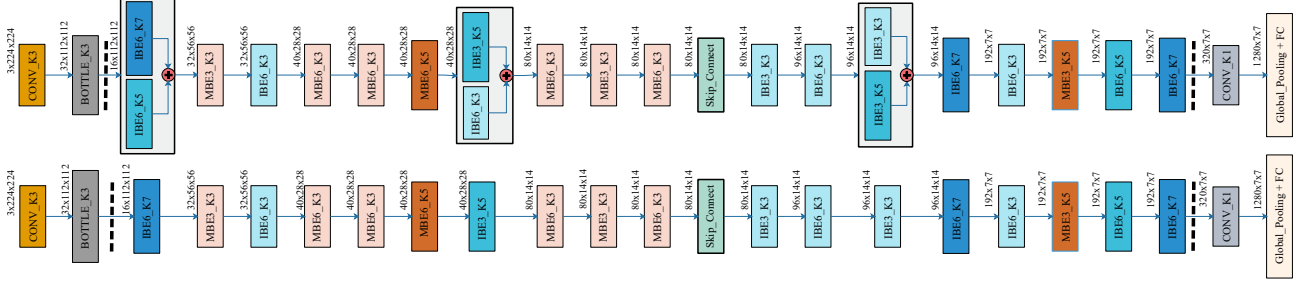 3x224x224
CONV_K3
32x112x112
BOTTLE_K3
16x112x112
IBE6_K7
IBE6_K5
32x56x56
MBE3_K3
32x56x56
IBE6_K3
40x28x28
MBE6_K3
40x28x28
MBE6_K3
40x28x28
MBE6_K5
40x28x28
IBE3_K5
IBE6_K3
80x14x14
MBE6_K3
80x14x14
MBE3_K3
80x14x14
MBE3_K3
80x14x14
Skip_Connect
80x14x14
IBE3_K3
96x14x14
IBE6_K3
96x14x14
IBE3_K3
IBE3_K5
96x14x14
IBE6_K7
192x7x7
IBE3_K3
192x7x7
MBE3_K5
192x7x7
IBE6_K5
192x7x7
IBE6_K7
320x7x7
CONV_K1
1280x7x7
Global_Pooling + FC
3x224x224
CONV_K3
32x112x112
BOTTLE_K3
16x112x112
IBE6_K7
32x56x56
MBE3_K3
32x56x56
IBE6_K3
40x28x28
MBE6_K3
40x28x28
MBE6_K3
40x28x28
MBE6_K5
40x28x28
IBE3_K5
80x14x14
MBE6_K3
80x14x14
MBE3_K3
80x14x14
MBE3_K3
80x14x14
Skip_Connect
80x14x14
IBE3_K3
96x14x14
IBE6_K3
96x14x14
IBE3_K3
96x14x14
IBE6_K7
192x7x7
IBE3_K3
192x7x7
MBE3_K5
192x7x7
IBE6_K5
192x7x7
IBE6_K7
320x7x7
CONV_K1
1280x7x7
Global_Pooling + FC